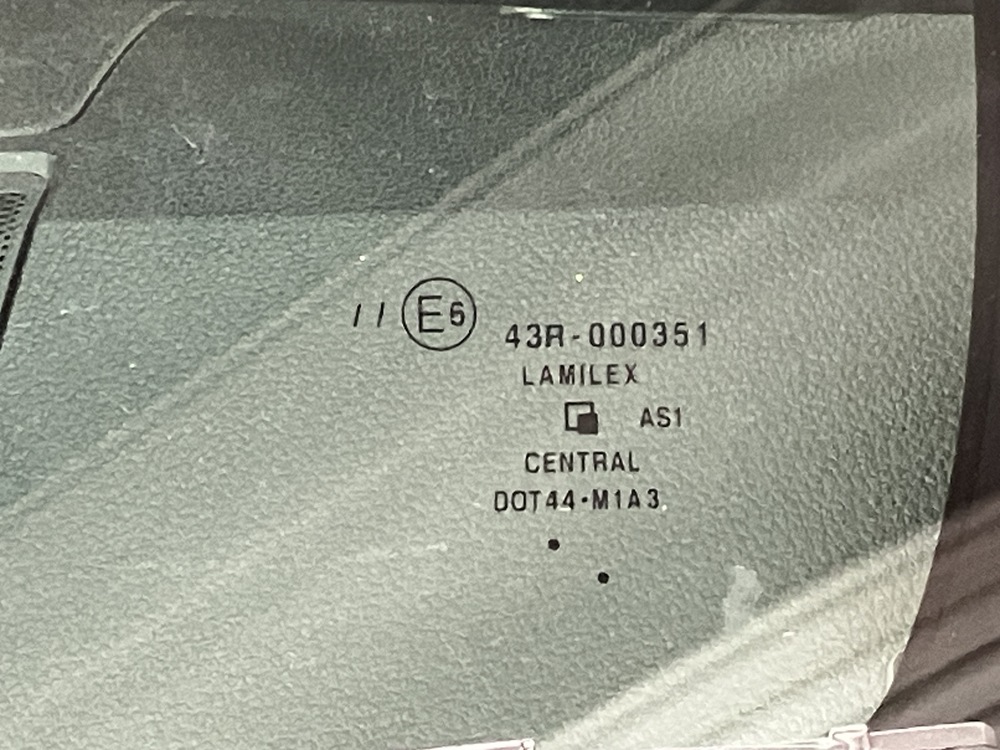 // E6 43R-000351
LAMILEX
AS1
CENTRAL
DOT44·M1A3